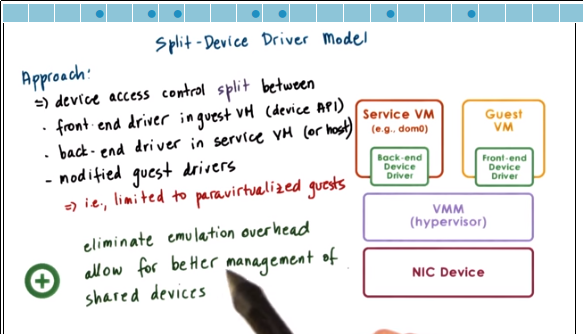 Split-Device Driver Model
Approach:
=> device access control split between
· front-end driver in guest VM (device API)
· back-end driver in service VM (or host)
- modified guest drivers
=> i.e., limited to paravirtualized guests
eliminate emulation overhead
allow for better management of
shared devices
Service VM
(e.g., dom0)
Back-end
Device
Driver
Guest
VM
Front-end
Device
Driver
VMM
(hypervisor)
NIC Device